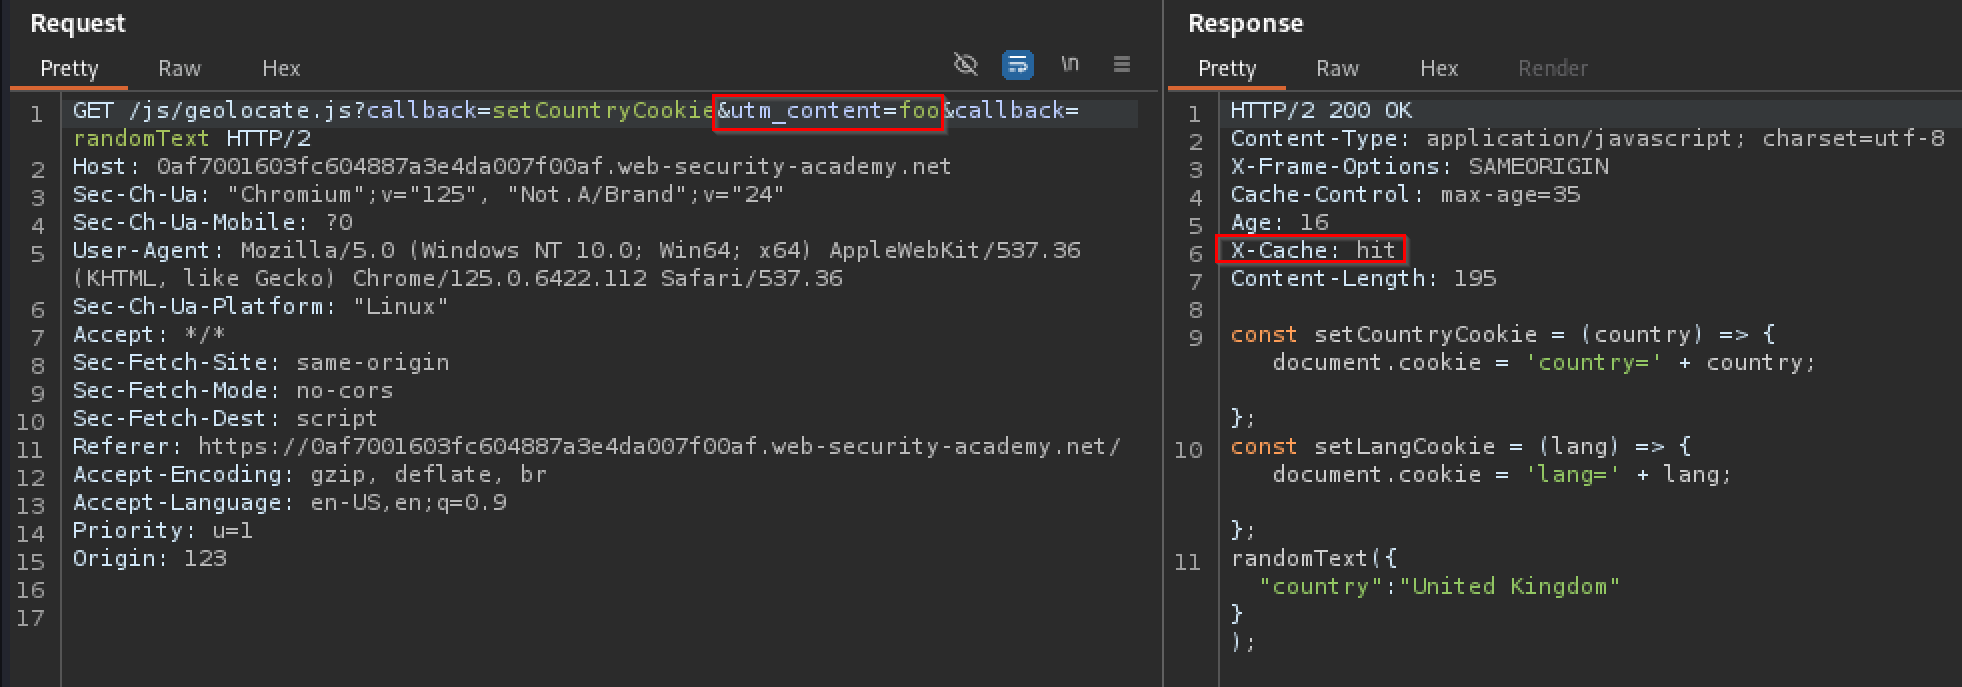 Request
Pretty Raw Hex \n
1 GET /js/geolocate.js?callback=setCountryCookie&utm_content=foo&callback=
randomText HTTP/2
2 Host: 0af7001603fc604887a3e4da007f00af.web-security-academy.net
3 Sec-Ch-Ua: "Chromium";v="125", "Not.A/Brand";v="24"
4 Sec-Ch-Ua-Mobile: ?0
5 User-Agent: Mozilla/5.0 (Windows NT 10.0; Win64; x64) AppleWebKit/537.36
(KHTML, like Gecko) Chrome/125.0.6422.112 Safari/537.36
6 Sec-Ch-Ua-Platform: "Linux"
7 Accept: */*
8 Sec-Fetch-Site: same-origin
9 Sec-Fetch-Mode: no-cors
10 Sec-Fetch-Dest: script
11 Referer: https://0af7001603fc604887a3e4da007f00af.web-security-academy.net/
12 Accept-Encoding: gzip, deflate, br
13 Accept-Language: en-US,en;q=0.9
14 Priority: u=1
15 Origin: 123
16
17
Response
Pretty Raw Hex Render
1 HTTP/2 200 OK
2 Content-Type: application/javascript; charset=utf-8
3 X-Frame-Options: SAMEORIGIN
4 Cache-Control: max-age=35
5 Age: 16
6 X-Cache: hit
7 Content-Length: 195
8
9 const setCountryCookie = (country) => {
document.cookie = 'country=' + country;
};
10 const setLangCookie = (lang) => {
document.cookie = 'lang=' + lang;
};
11 randomText({
"country":"United Kingdom"
}
);